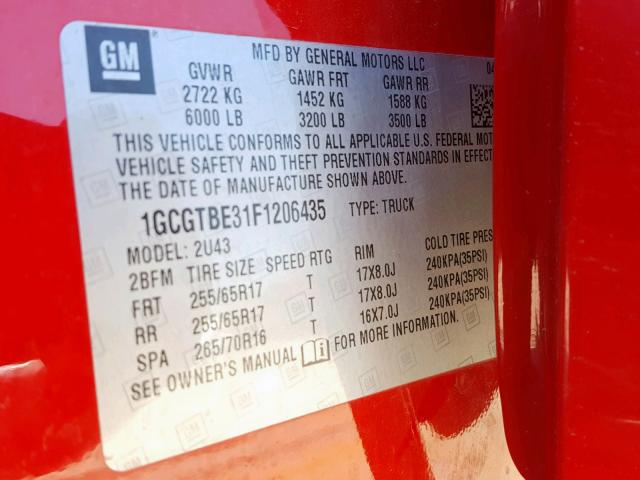 GM
MFD BY GENERAL MOTORS LLC 04
GVWR GAWR FRT GAWR RR
2722 KG 1452 KG 1588 KG
6000 LB 3200 LB 3500 LB
THIS VEHICLE CONFORMS TO ALL APPLICABLE U.S. FEDERAL MOT
VEHICLE SAFETY AND THEFT PREVENTION STANDARDS IN EFFECT
THE DATE OF MANUFACTURE SHOWN ABOVE.
1GCGTBE31F1206435 TYPE: TRUCK
MODEL: 2U43
2BFM TIRE SIZE SPEED RTG RIM COLD TIRE PRES
FRT 255/65R17 T 17X8.0J 240KPA(35PSI)
RR 255/65R17 T 17X8.0J 240KPA(35PSI)
SPA 265/70R16 T 16X7.0J 240KPA(35PSI)
SEE OWNER'S MANUAL FOR MORE INFORMATION.